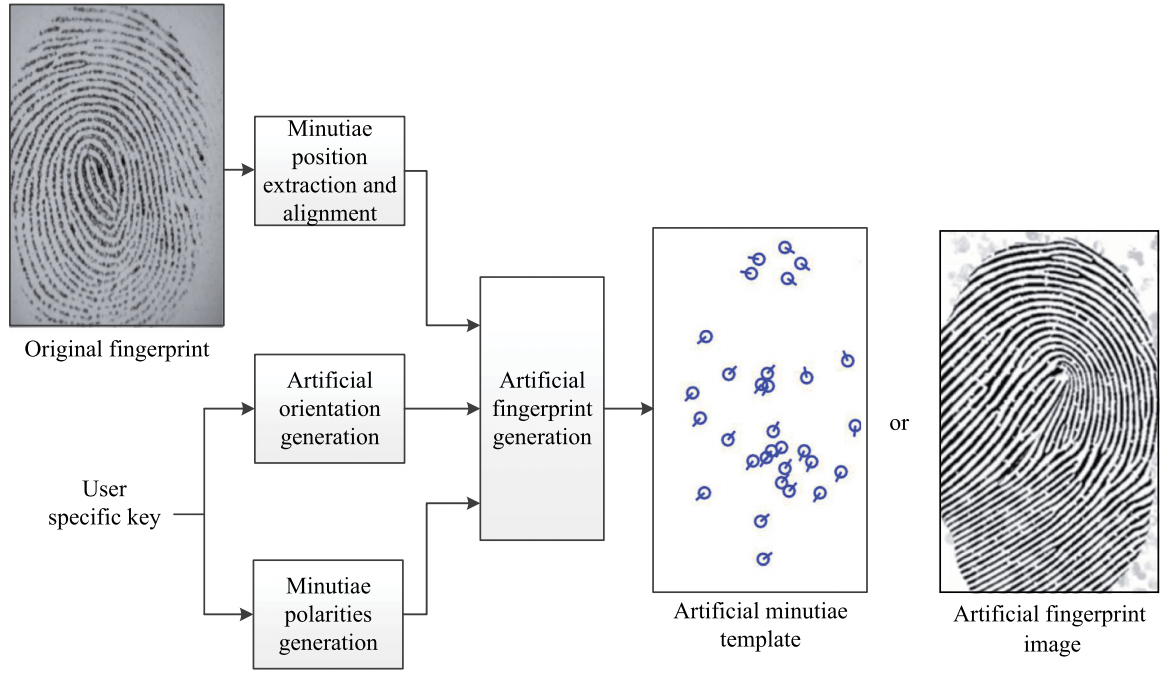 Minutiae
position
extraction and
alignment
Original fingerprint
Artificial
orientation
generation
Artificial
fingerprint
generation
or
User
specific key
Minutiae
polarities
generation
Artificial minutiae
template
Artificial fingerprint
image